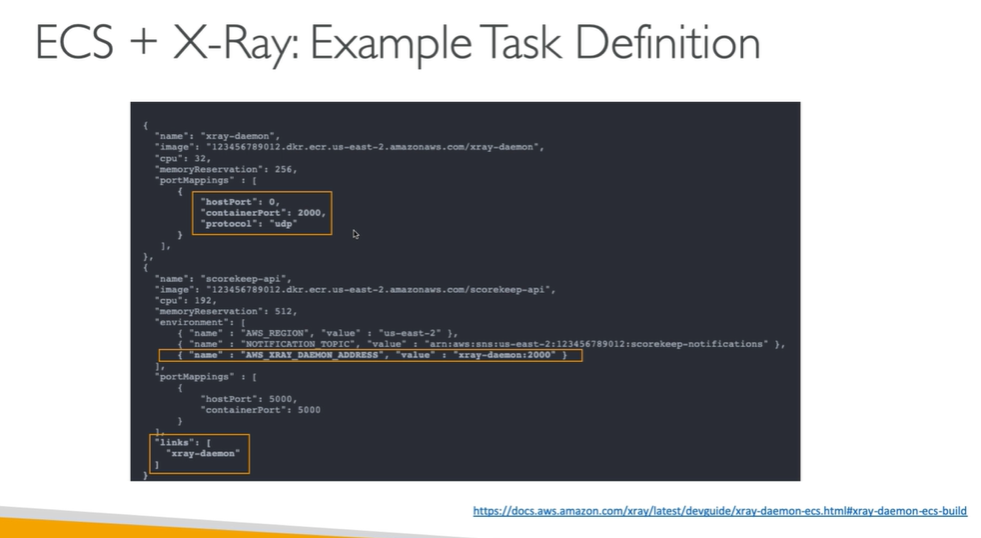 ECS + X-Ray: Example Task Definition
{
"name": "xray-daemon",
"image": "123456789012.dkr.ecr.us-east-2.amazonaws.com/xray-daemon",
"cpu": 32,
"memoryReservation": 256,
"portMappings" : [
{
"hostPort": 0,
"containerPort": 2000,
"protocol": "udp"
}
],
},
{
"name": "scorekeep-api",
"image": "123456789012.dkr.ecr.us-east-2.amazonaws.com/scorekeep-api",
"cpu": 192,
"memoryReservation": 512,
"environment": [
{ "name" : "AWS_REGION", "value" : "us-east-2" },
{ "name" : "NOTIFICATION_TOPIC", "value" : "arn:aws:sns:us-east-2:123456789012:scorekeep-notifications" },
{ "name" : "AWS_XRAY_DAEMON_ADDRESS", "value" : "xray-daemon:2000" }
],
"portMappings" : [
{
"hostPort": 5000,
"containerPort": 5000
}
],
"links": [
"xray-daemon"
]
}
https://docs.aws.amazon.com/xray/latest/devguide/xray-daemon-ecs.html#xray-daemon-ecs-build